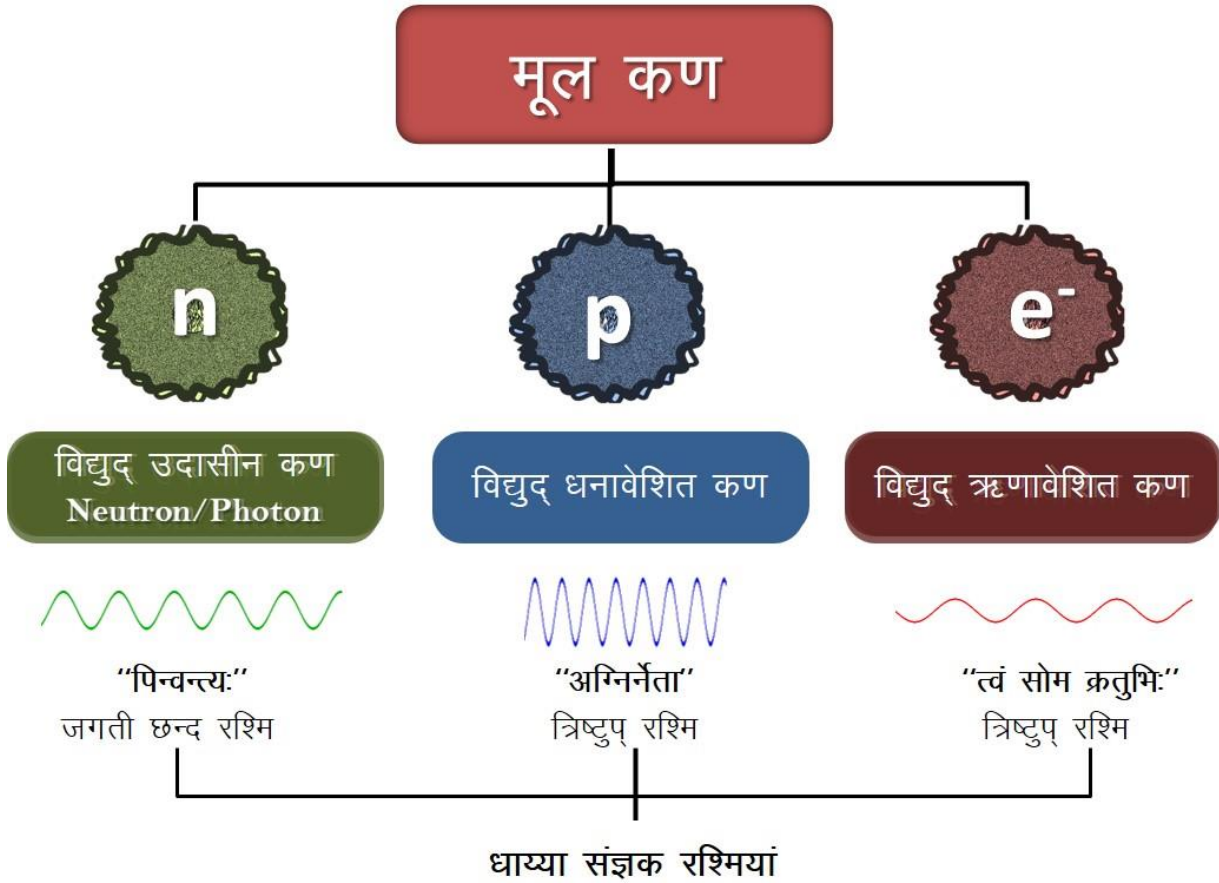 मूल कण
n
p
e⁻
विद्युद् उदासीन कण
Neutron/Photon
विद्युद् धनावेशित कण
विद्युद् ऋणावेशित कण
“पिन्वन्त्यः”
जगती छन्द रश्मि
“अग्निर्नेता”
त्रिष्टुप् रश्मि
“त्वं सोम क्रतुभिः”
त्रिष्टुप् रश्मि
धाय्या संज्ञक रश्मियां